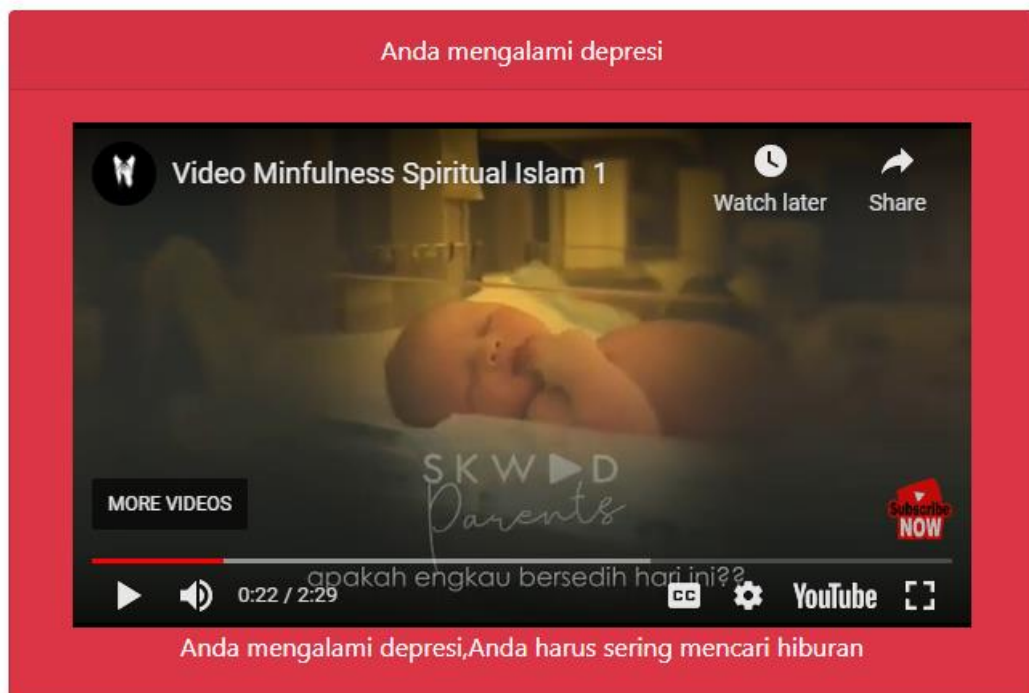 Anda mengalami depresi
Video Minfulness Spiritual Islam 1
Watch later
Share
SKWAD
Parents
MORE VIDEOS
Subscribe
NOW
apakah engkau bersedih hari ini??
0:22 / 2:29
CC
YouTube
Anda mengalami depresi,Anda harus sering mencari hiburan